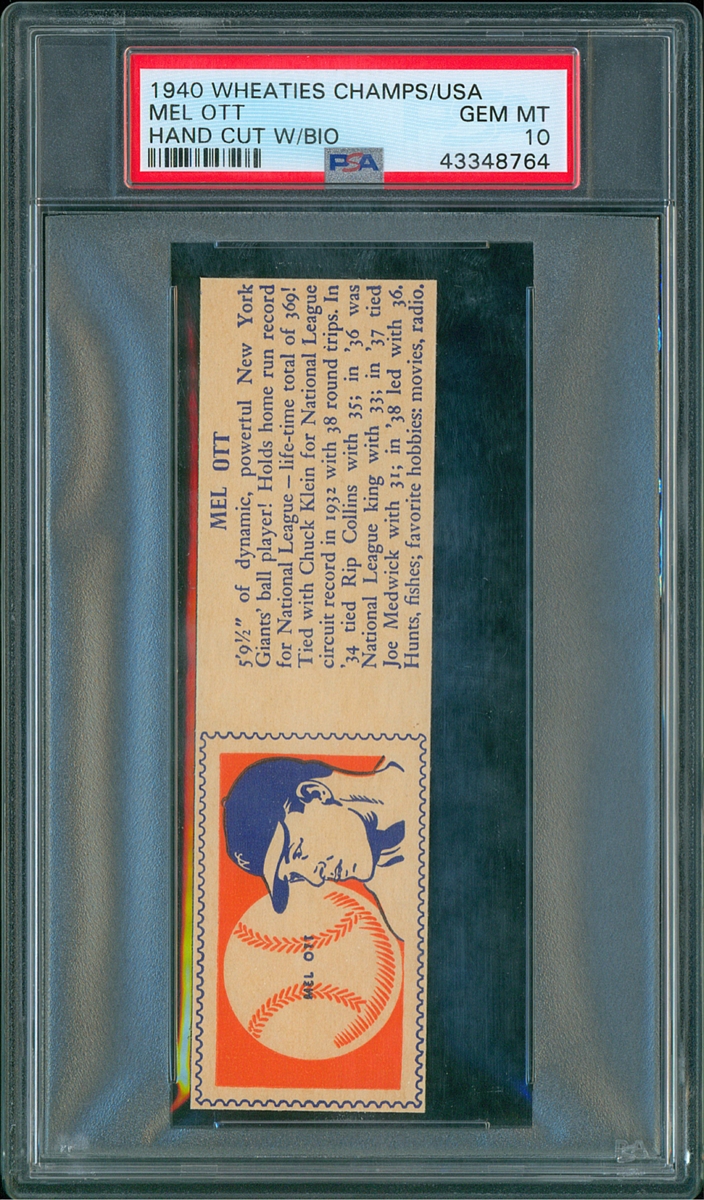 1940 WHEATIES CHAMPS/USA
MEL OTT GEM MT
HAND CUT W/BIO 10
PSA 43348764
MEL OTT
5'9½" of dynamic, powerful New York
Giants' ball player! Holds home run record
for National League – life-time total of 369!
Tied with Chuck Klein for National League
circuit record in 1932 with 38 round trips. In
'34 tied Rip Collins with 35; in '36 was
National League king with 33; in '37 tied
Joe Medwick with 31; in '38 led with 36.
Hunts, fishes; favorite hobbies: movies, radio.
MEL OTT
PSA